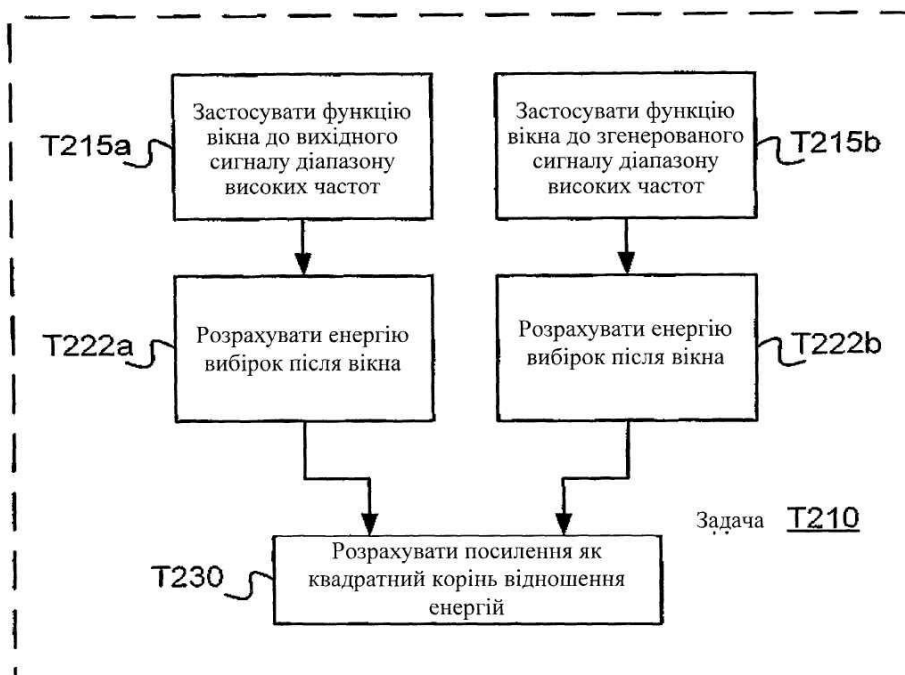 Застосувати функцію
вікна до вихідного
сигналу діапазону
високих частот
T215a
Застосувати функцію
вікна до згенерованого
сигналу діапазону
високих частот
T215b
Розрахувати енергію
вибірок після вікна
T222a
Розрахувати енергію
вибірок після вікна
T222b
Задача T210
Розрахувати посилення як
квадратний корінь відношення
енергій
T230